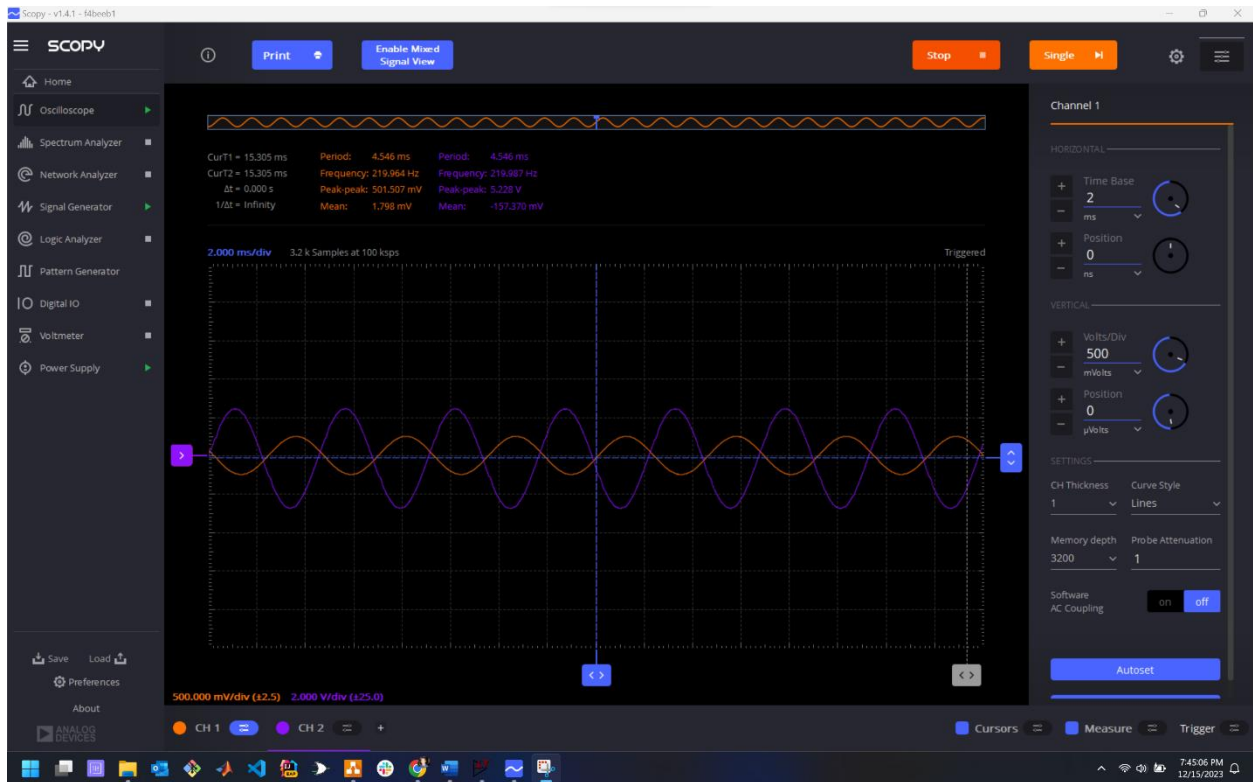 Scopy - v1.4.1 - f4beeb1
SCOPY
Print
Enable Mixed
Signal View
Stop
Single
Home
Oscilloscope
Spectrum Analyzer
Network Analyzer
Signal Generator
Logic Analyzer
Pattern Generator
Digital IO
Voltmeter
Power Supply
Save Load
Preferences
About
ANALOG
DEVICES
CurT1 = 15.305 ms Period: 4.546 ms Period: 4.546 ms
CurT2 = 15.305 ms Frequency: 219.964 Hz Frequency: 219.987 Hz
Δt = 0.000 s Peak-peak: 501.507 mV Peak-peak: 5.228 V
1/Δt = Infinity Mean: 1.798 mV Mean: -157.370 mV
2.000 ms/div 3.2 k Samples at 100 ksps Triggered
500.000 mV/div (±2.5) 2.000 V/div (±25.0)
CH 1 CH 2 + Cursors Measure Trigger
Channel 1
HORIZONTAL
+ Time Base
2
- ms
+ Position
0
- ns
VERTICAL
+ Volts/Div
500
- mVolts
+ Position
0
- µVolts
SETTINGS
CH Thickness Curve Style
1 Lines
Memory depth Probe Attenuation
3200 1
Software
AC Coupling on off
Autoset
7:45:06 PM
12/15/2023